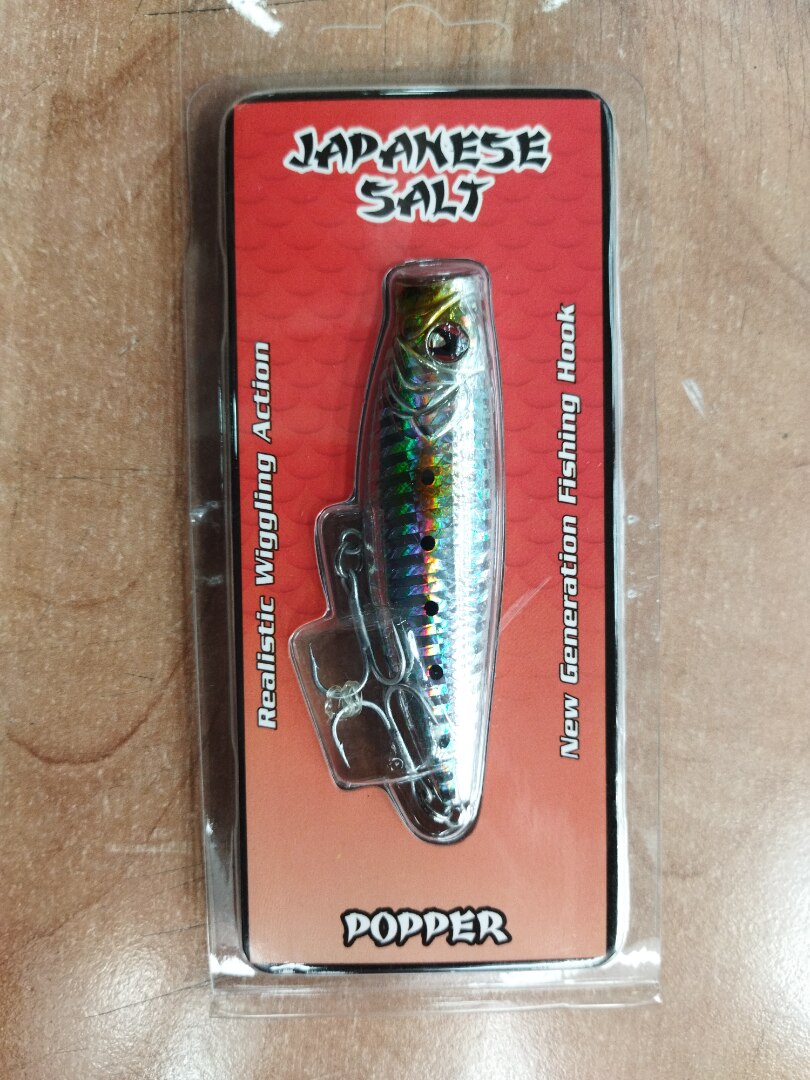 JAPANESE
SALT
Realistic Wiggling Action
New Generation Fishing Hook
POPPER